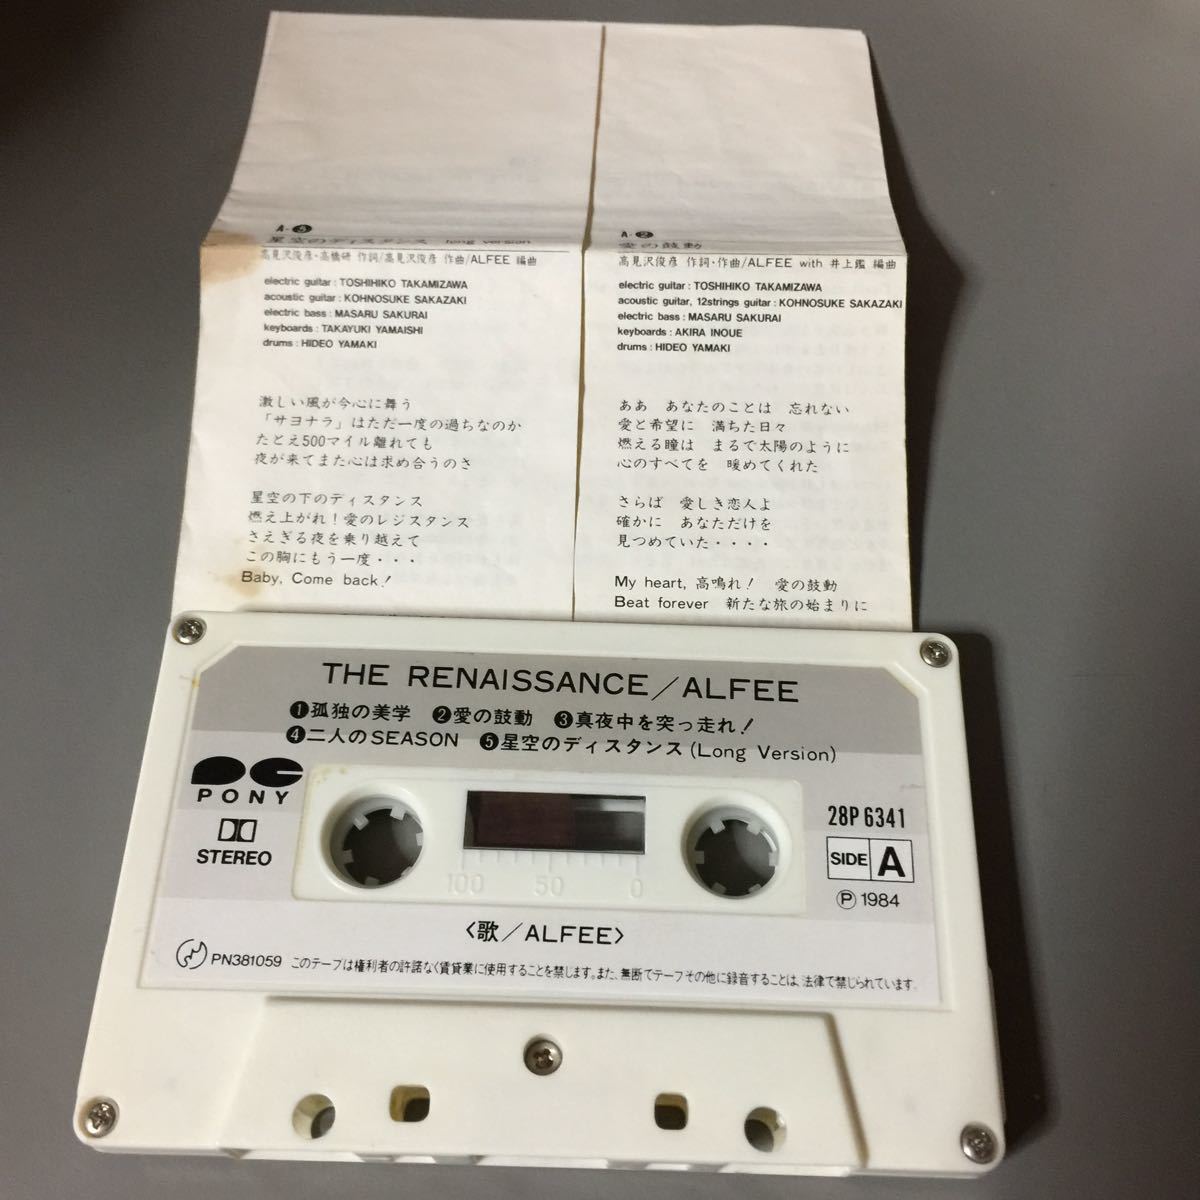 A-❺
星空のディスタンス long version
高見沢俊彦・高橋研 作詞/高見沢俊彦 作曲/ALFEE 編曲
electric guitar : TOSHIHIKO TAKAMIZAWA
acoustic guitar : KOHNOSUKE SAKAZAKI
electric bass : MASARU SAKURAI
keyboards : TAKAYUKI YAMAISHI
drums : HIDEO YAMAKI
激しい風が今心に舞う
「サヨナラ」はただ一度の過ちなのか
たとえ500マイル離れても
夜が来てまた心は求め合うのさ
星空の下のディスタンス
燃え上がれ!愛のレジスタンス
さえぎる夜を乗り越えて
この胸にもう一度・・・
Baby, Come back!
A-❷
愛の鼓動
高見沢俊彦 作詞・作曲/ALFEE with 井上鑑 編曲
electric guitar : TOSHIHIKO TAKAMIZAWA
acoustic guitar, 12strings guitar : KOHNOSUKE SAKAZAKI
electric bass : MASARU SAKURAI
keyboards : AKIRA INOUE
drums : HIDEO YAMAKI
ああ あなたのことは 忘れない
愛と希望に 満ちた日々
燃える瞳は まるで太陽のように
心のすべてを 暖めてくれた
さらば 愛しき恋人よ
確かに あなただけを
見つめていた・・・・
My heart, 高鳴れ! 愛の鼓動
Beat forever 新たな旅の始まりに
THE RENAISSANCE/ALFEE
❶孤独の美学 ❷愛の鼓動 ❸真夜中を突っ走れ!
❹二人のSEASON ❺星空のディスタンス(Long Version)
PONY
STEREO
100 50 0
28P 6341
SIDE A
Ⓟ 1984
〈歌/ALFEE〉
PN381059 このテープは権利者の許諾なく賃貸業に使用することを禁じます。また、無断でテープその他に録音することは、法律で禁じられています。